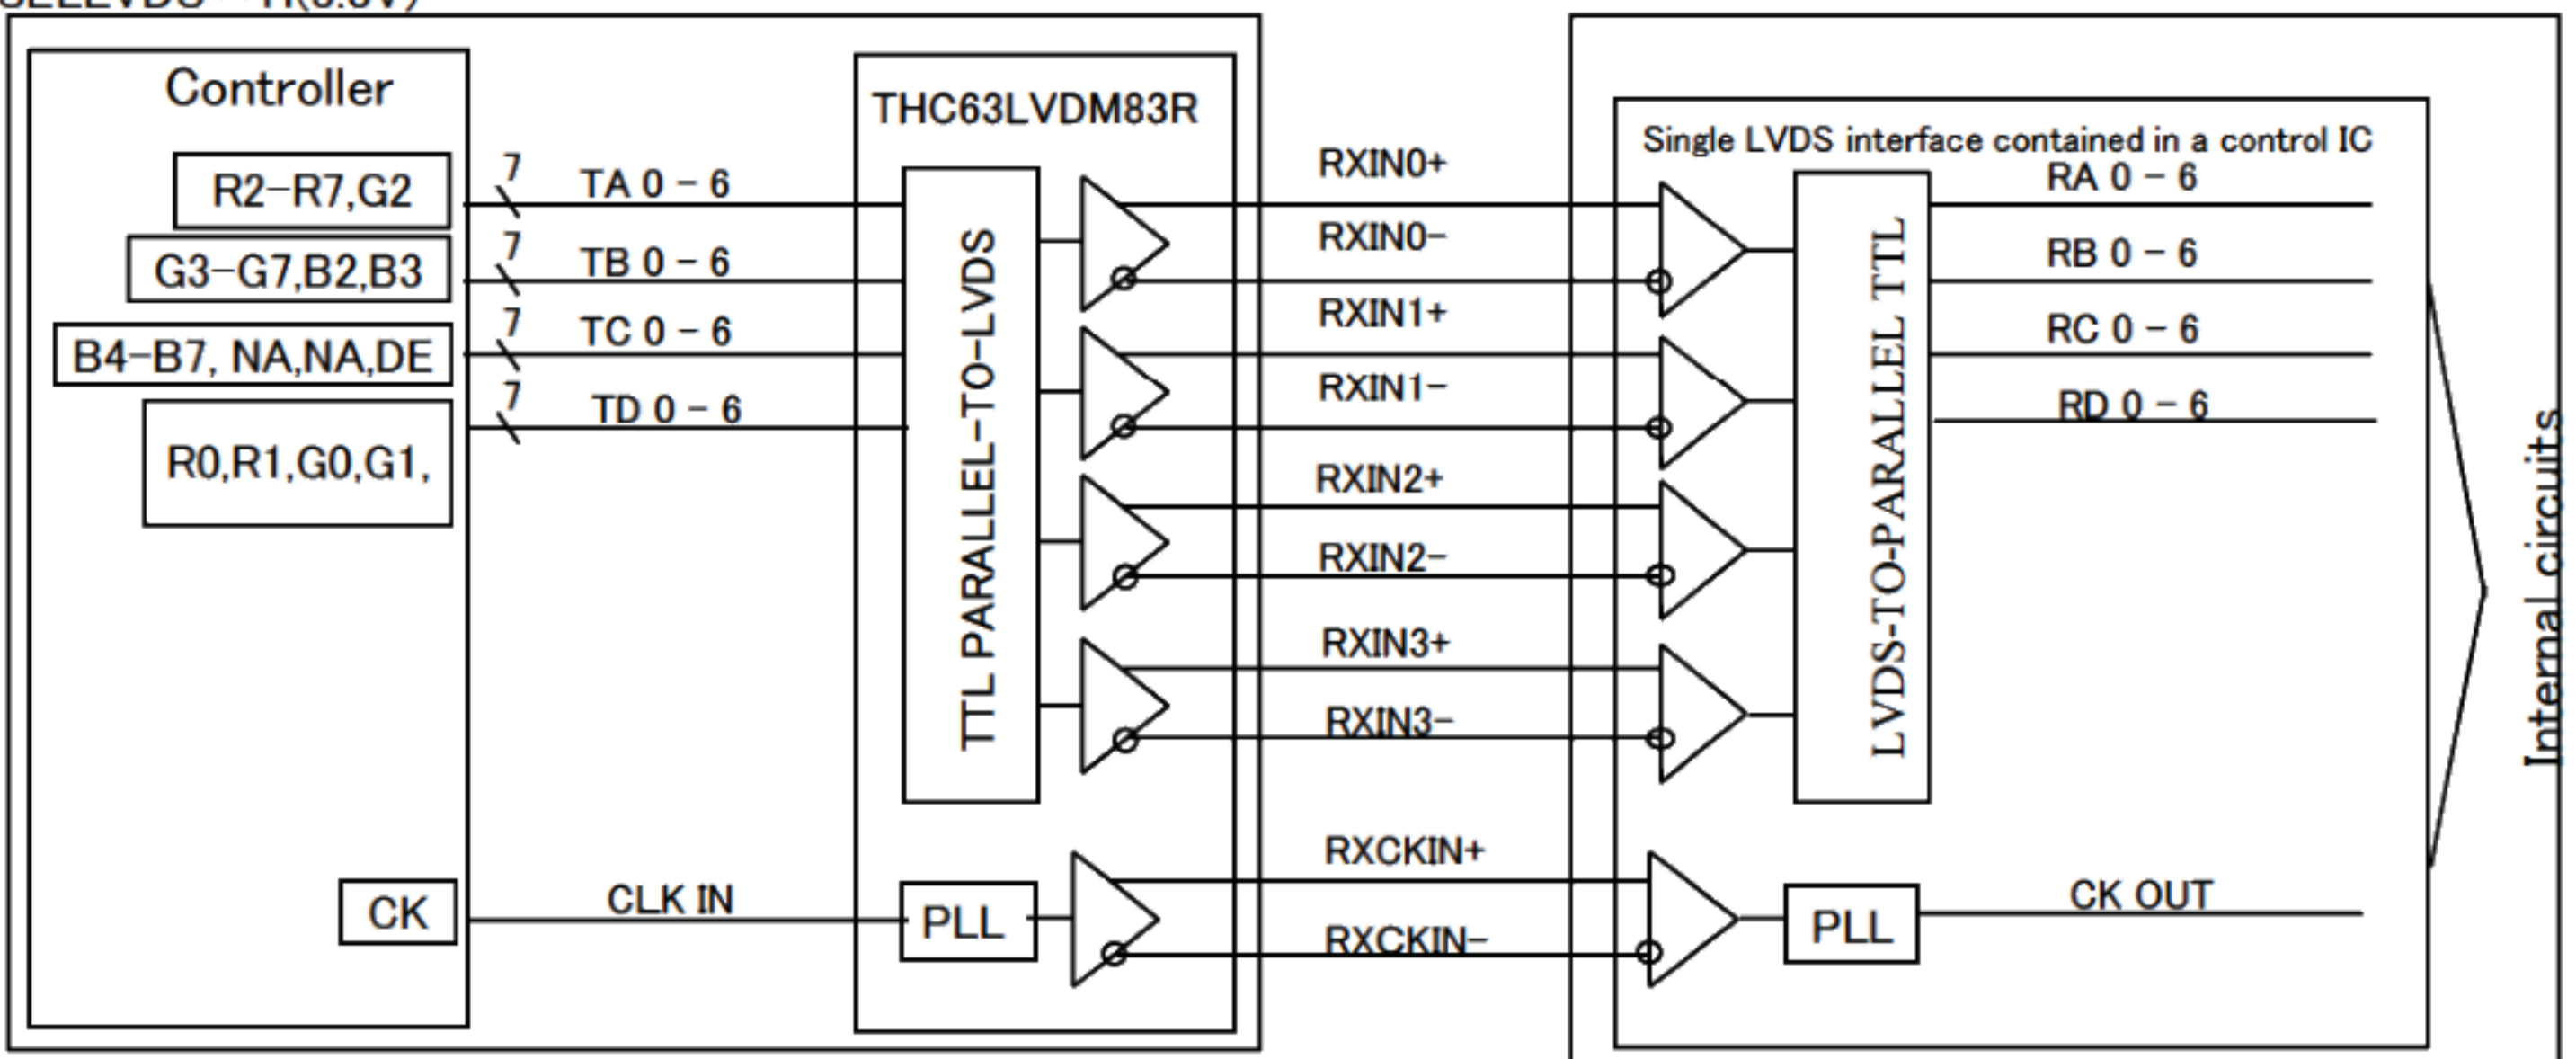 Controller
THC63LVDM83R
Single LVDS interface contained in a control IC
R2-R7,G2
7
TA 0 - 6
RXIN0+
RA 0 - 6
G3-G7,B2,B3
7
TB 0 - 6
RXIN0-
RB 0 - 6
B4-B7, NA,NA,DE
7
TC 0 - 6
RXIN1+
RC 0 - 6
R0,R1,G0,G1,
7
TD 0 - 6
RXIN1-
RD 0 - 6
TTL PARALLEL-TO-LVDS
RXIN2+
RXIN2-
RXIN3+
RXIN3-
LVDS-TO-PARALLEL TTL
Internal circuits
CK
CLK IN
PLL
RXCKIN+
RXCKIN-
PLL
CK OUT